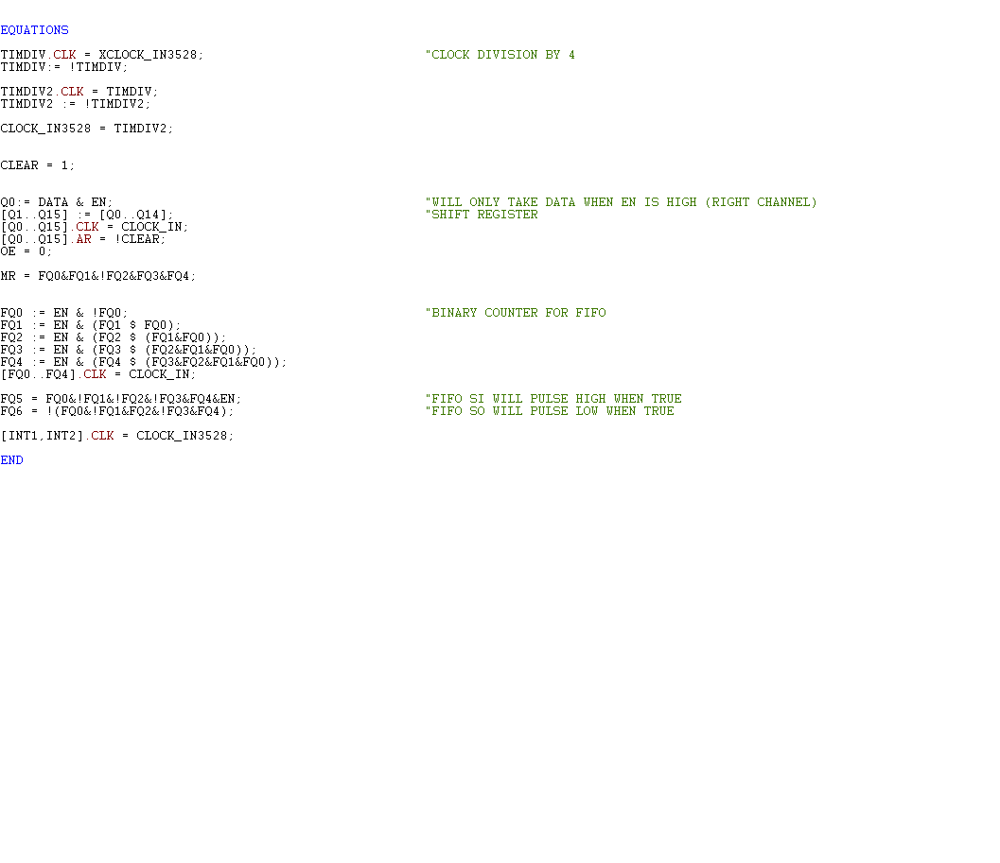 EQUATIONS
TIMDIV.CLK = XCLOCK_IN3528; "CLOCK DIVISION BY 4
TIMDIV:= !TIMDIV;
TIMDIV2.CLK = TIMDIV;
TIMDIV2 := !TIMDIV2;
CLOCK_IN3528 = TIMDIV2;
CLEAR = 1;
Q0:= DATA & EN; "WILL ONLY TAKE DATA WHEN EN IS HIGH (RIGHT CHANNEL)
[Q1..Q15] := [Q0..Q14]; "SHIFT REGISTER
[Q0..Q15].CLK = CLOCK_IN;
[Q0..Q15].AR = !CLEAR;
OE = 0;
MR = FQ0&FQ1&!FQ2&FQ3&FQ4;
FQ0 := EN & !FQ0; "BINARY COUNTER FOR FIFO
FQ1 := EN & (FQ1 $ FQ0);
FQ2 := EN & (FQ2 $ (FQ1&FQ0));
FQ3 := EN & (FQ3 $ (FQ2&FQ1&FQ0));
FQ4 := EN & (FQ4 $ (FQ3&FQ2&FQ1&FQ0));
[FQ0..FQ4].CLK = CLOCK_IN;
FQ5 = FQ0&!FQ1&!FQ2&!FQ3&FQ4&EN; "FIFO SI WILL PULSE HIGH WHEN TRUE
FQ6 = !(FQ0&!FQ1&FQ2&!FQ3&FQ4); "FIFO SO WILL PULSE LOW WHEN TRUE
[INT1,INT2].CLK = CLOCK_IN3528;
END